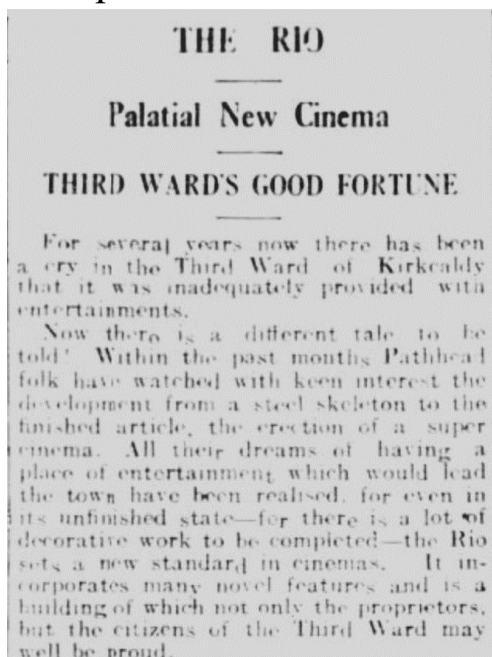 THE RIO
Palatial New Cinema
THIRD WARD'S GOOD FORTUNE
For several years now there has been
a cry in the Third Ward of Kirkcaldy
that it was inadequately provided with
entertainments.
Now there is a different tale to be
told! Within the past months Pathhead
folk have watched with keen interest the
development from a steel skeleton to the
finished article, the erection of a super
cinema. All their dreams of having a
place of entertainment which would lead
the town have been realised, for even in
its unfinished state—for there is a lot of
decorative work to be completed—the Rio
sets a new standard in cinemas. It in-
corporates many novel features and is a
building of which not only the proprietors,
but the citizens of the Third Ward may
well be proud.